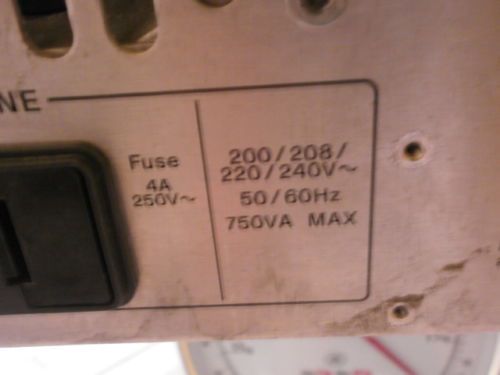 NE
Fuse
4A
250V~
200/208/
220/240V~
50/60Hz
750VA MAX